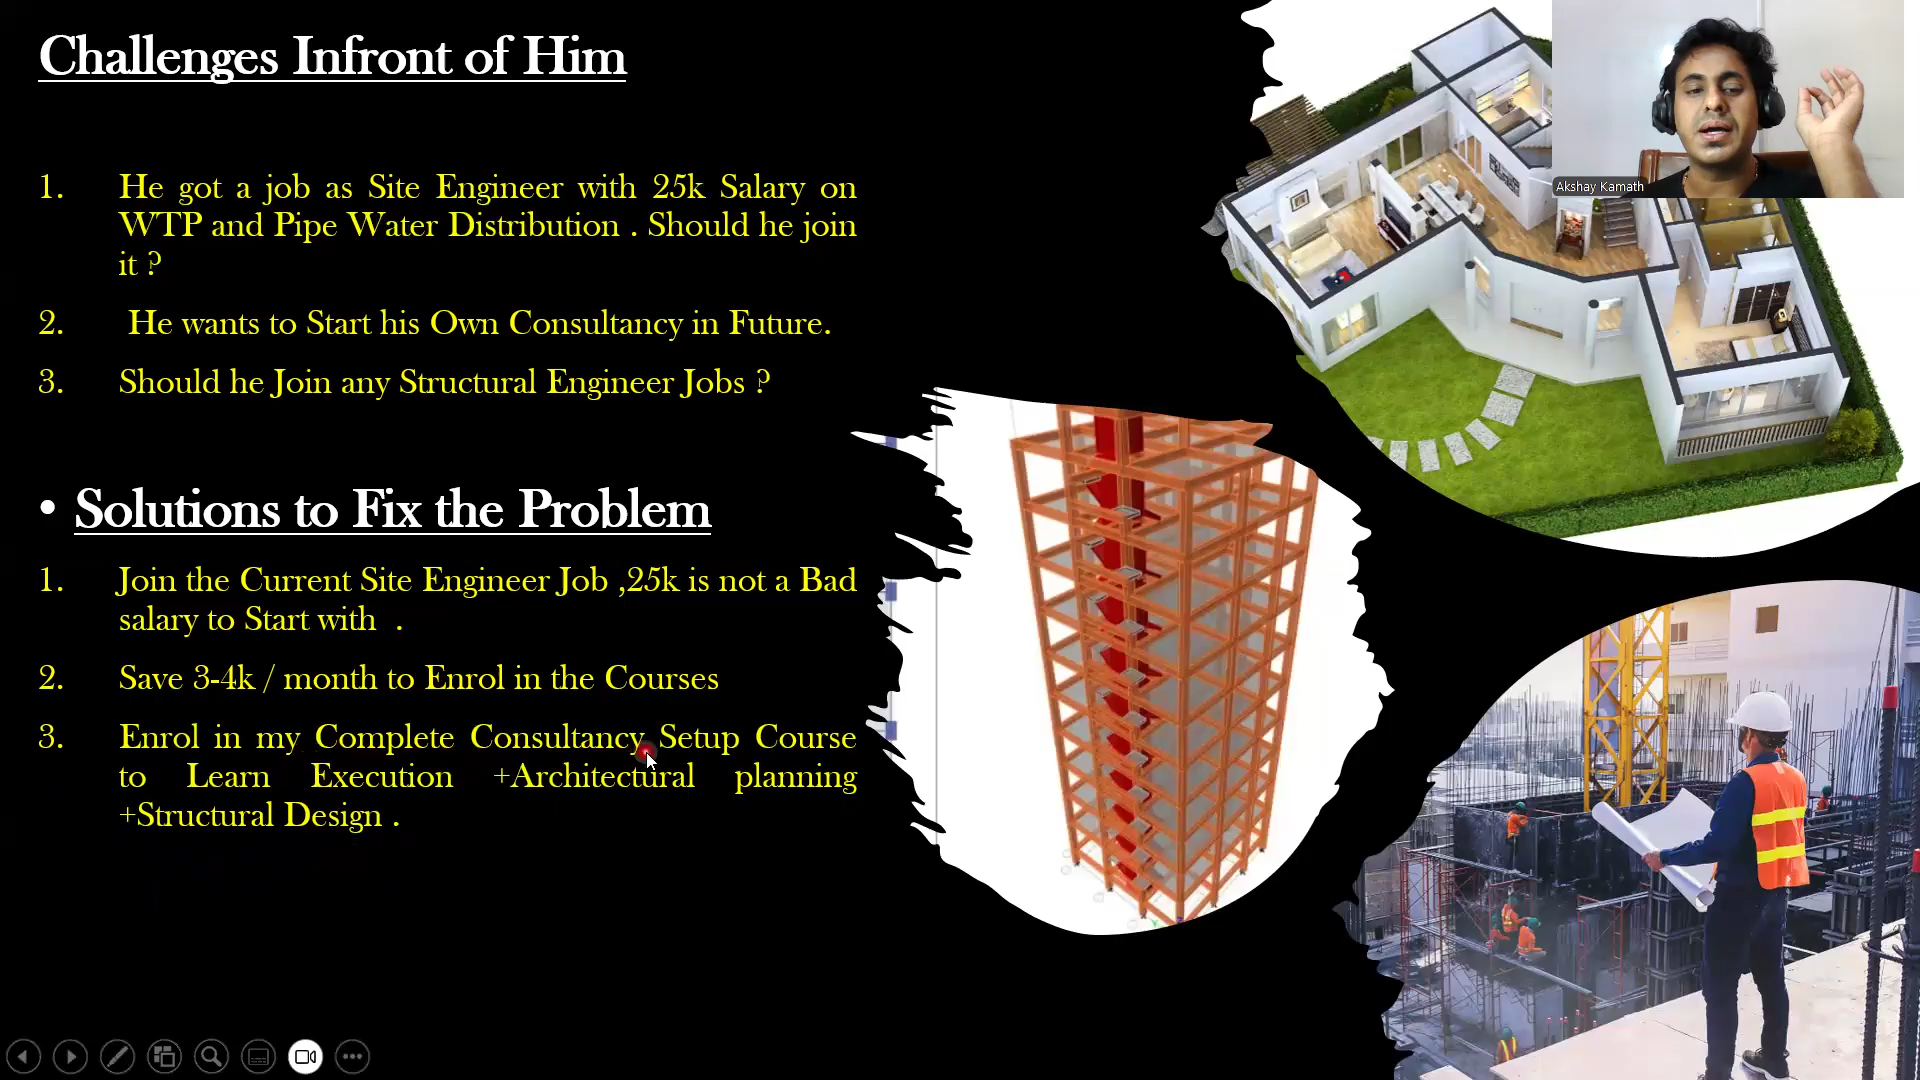 Challenges Infront of Him
1. He got a job as Site Engineer with 25k Salary on
WTP and Pipe Water Distribution . Should he join
it ?
2. He wants to Start his Own Consultancy in Future.
3. Should he Join any Structural Engineer Jobs ?
• Solutions to Fix the Problem
1. Join the Current Site Engineer Job ,25k is not a Bad
salary to Start with .
2. Save 3-4k / month to Enrol in the Courses
3. Enrol in my Complete Consultancy Setup Course
to Learn Execution +Architectural planning
+Structural Design .
Akshay Kamath